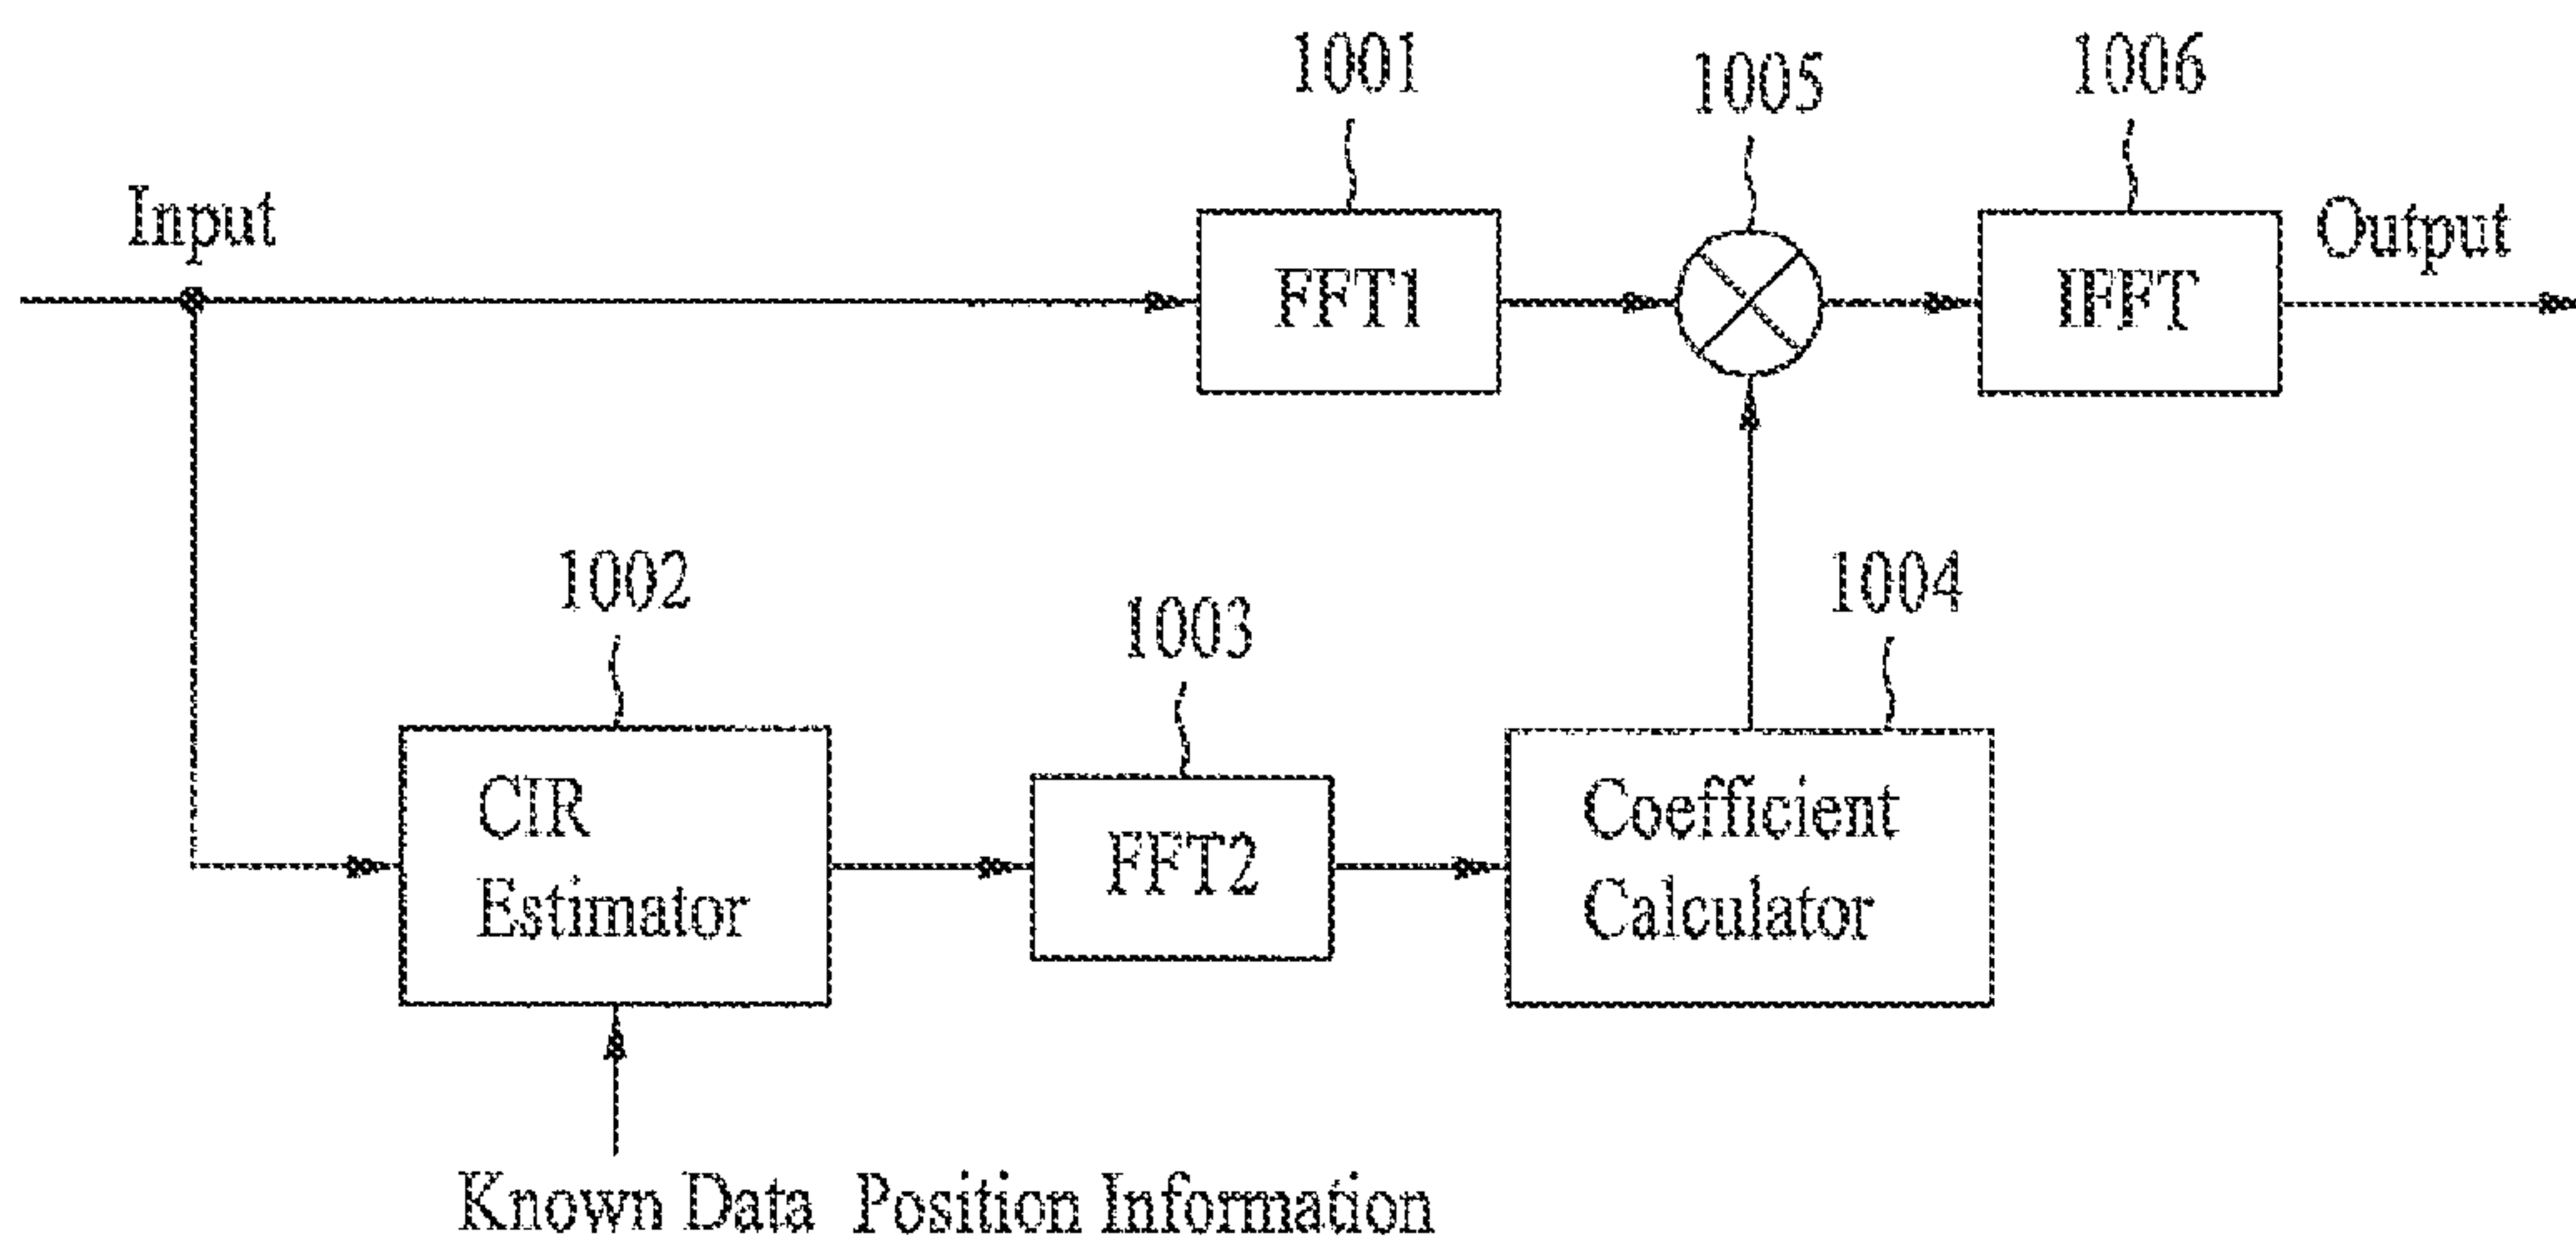 1001
1005
1006
Input
Output
FFT1
IFFT
1002
1003
1004
CIR
Estimator
FFT2
Coefficient
Calculator
Known Data Position Information